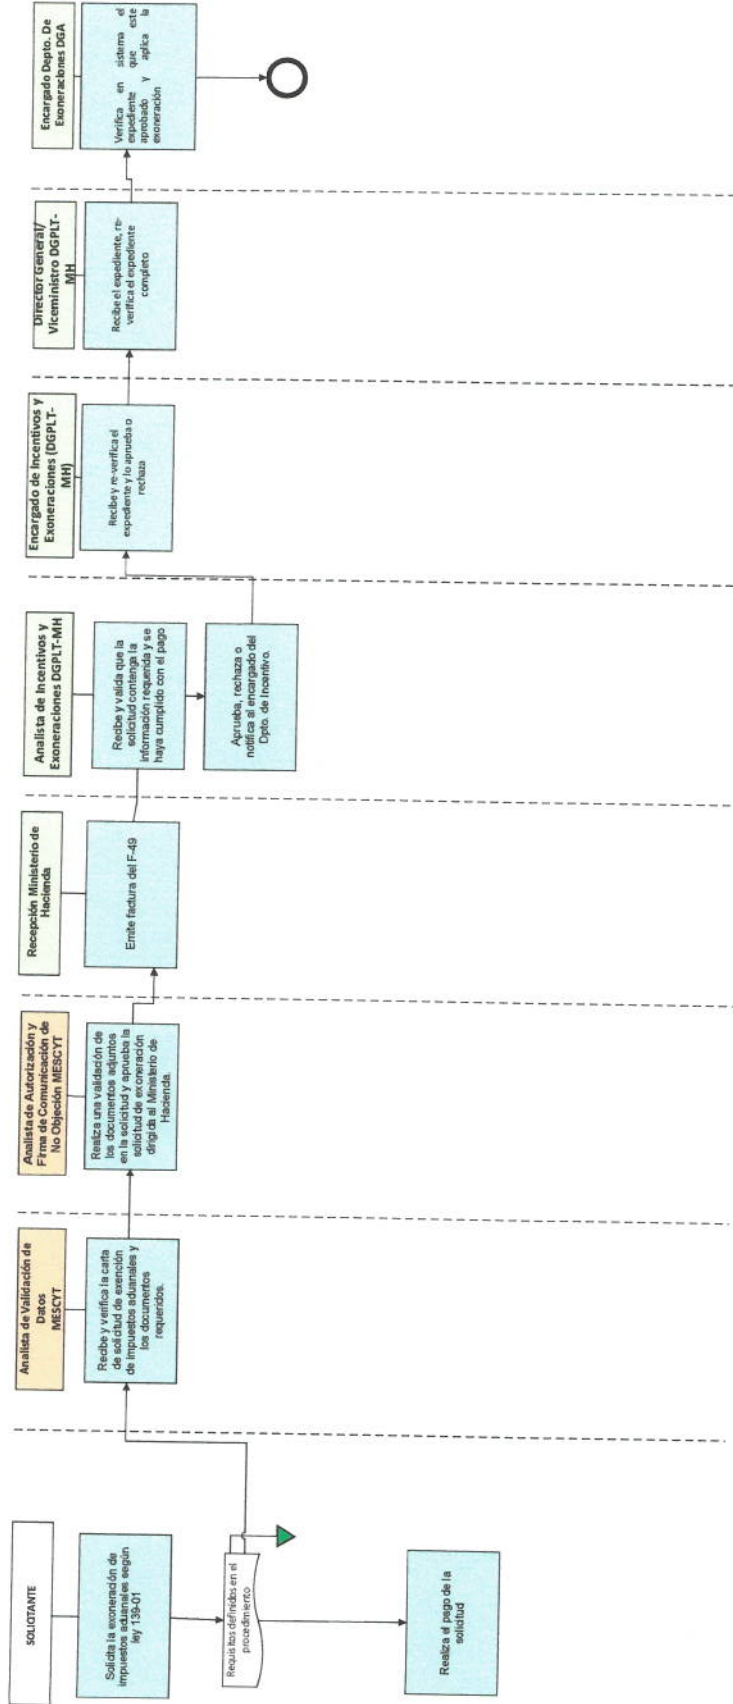 SOLICITANTE
Solicita la exoneración de
impuestos aduanales según
ley 139-01
Requisitos definidos en el
procedimiento
Realiza el pago de la
solicitud
Analista de Validación de
Datos
MESCYT
Recibe y verifica la carta
de solicitud de exención
de impuestos aduanales y
los documentos
requeridos.
Analista de Autorización y
Firma de Comunicación de
No Objeción MESCYT
Realiza una validación de
los documentos adjuntos
en la solicitud y aprueba la
solicitud de exoneración
dirigida al Ministerio de
Hacienda.
Recepción Ministerio de
Hacienda
Emite factura del F-49
Analista de Incentivos y
Exoneraciones DGPLT-MH
Recibe y valida que la
solicitud contenga la
información requerida y se
haya cumplido con el pago
Aprueba, rechaza o
notifica al encargado del
Dpto. de Incentivo.
Encargado de Incentivos y
Exoneraciones (DGPLT-
MH)
Recibe y re-verifica el
expediente y lo aprueba o
rechaza
Director General/
Viceministro DGPLT-
MH
Recibe el expediente, re-
verifica el expediente
completo
Encargado Depto. De
Exoneraciones DGA
Verifica en sistema el
expediente que este
aprobado y aplica la
exoneración